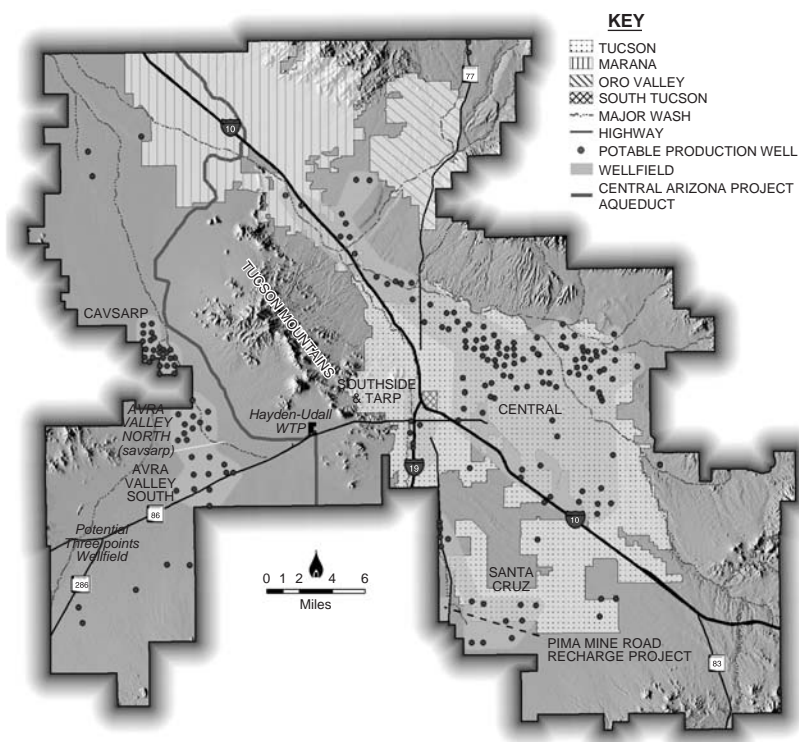 KEY
TUCSON
MARANA
ORO VALLEY
SOUTH TUCSON
MAJOR WASH
HIGHWAY
POTABLE PRODUCTION WELL
WELLFIELD
CENTRAL ARIZONA PROJECT
AQUEDUCT
77
10
TUCSON MOUNTAINS
CAVSARP
SOUTHSIDE
& TARP
CENTRAL
AVRA
VALLEY
NORTH
(savsarp)
Hayden-Udall
WTP
AVRA
VALLEY
SOUTH
19
86
10
Potential
Three points
Wellfield
286
0 1 2 4 6
Miles
SANTA
CRUZ
PIMA MINE ROAD
RECHARGE PROJECT
83